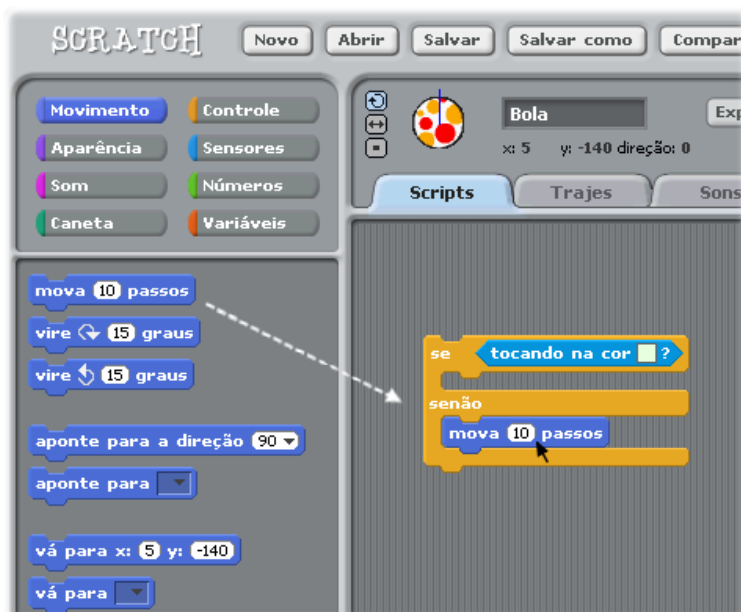 SCRATCH Novo Abrir Salvar Salvar como Compar
Movimento Controle
Aparência Sensores
Som Números
Caneta Variáveis
Bola Exp
x: 5 y: -140 direção: 0
Scripts Trajes Sons
mova 10 passos
vire 15 graus
vire 15 graus
aponte para a direção 90
aponte para
vá para x: 5 y: -140
vá para
se tocando na cor ?
senão
mova 10 passos